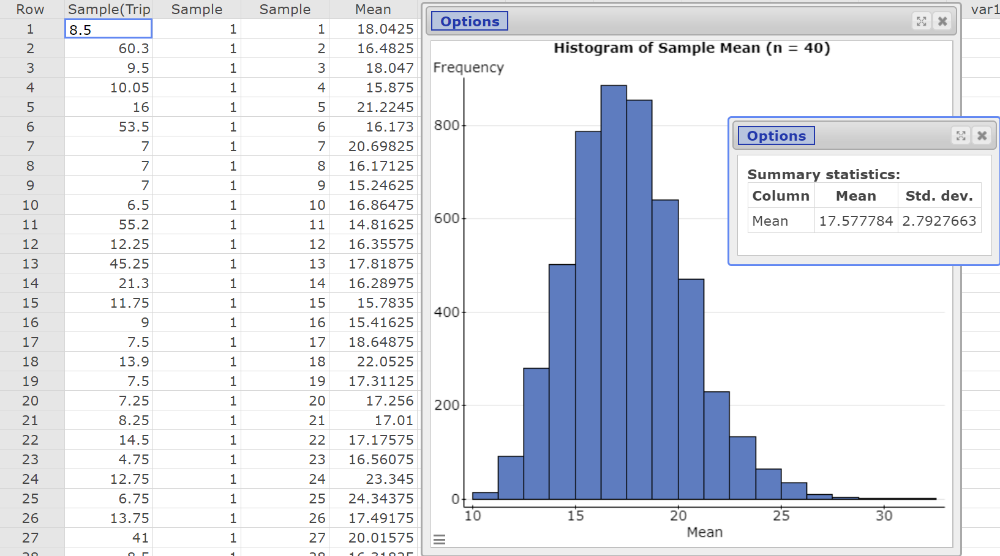 Row Sample(Trip Sample Sample Mean var1
1 8.5 1 1 18.0425
2 60.3 1 2 16.4825
3 9.5 1 3 18.047
4 10.05 1 4 15.875
5 16 1 5 21.2245
6 53.5 1 6 16.173
7 7 1 7 20.69825
8 7 1 8 16.17125
9 7 1 9 15.24625
10 6.5 1 10 16.86475
11 55.2 1 11 14.81625
12 12.25 1 12 16.35575
13 45.25 1 13 17.81875
14 21.3 1 14 16.28975
15 11.75 1 15 15.7835
16 9 1 16 15.41625
17 7.5 1 17 18.64875
18 13.9 1 18 22.0525
19 7.5 1 19 17.31125
20 7.25 1 20 17.256
21 8.25 1 21 17.01
22 14.5 1 22 17.17575
23 4.75 1 23 16.56075
24 12.75 1 24 23.345
25 6.75 1 25 24.34375
26 13.75 1 26 17.49175
27 41 1 27 20.01575
28 8.5 1 28 16.31825
Options
Histogram of Sample Mean (n = 40)
Frequency
800
600
400
200
0
10 15 20 25 30
Mean
Options
Summary statistics:
Column Mean Std. dev.
Mean 17.577784 2.7927663